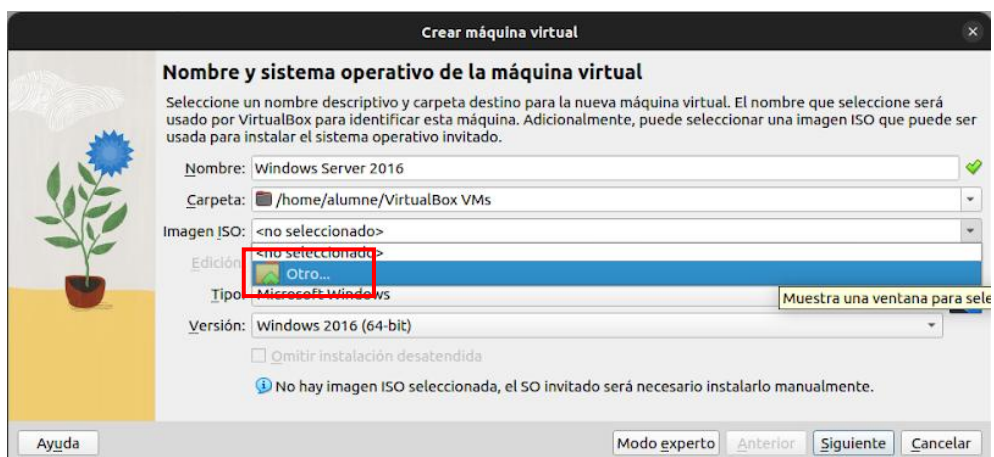 Crear máquina virtual
Nombre y sistema operativo de la máquina virtual
Seleccione un nombre descriptivo y carpeta destino para la nueva máquina virtual. El nombre que seleccione será
usado por VirtualBox para identificar esta máquina. Adicionalmente, puede seleccionar una imagen ISO que puede ser
usada para instalar el sistema operativo invitado.
Nombre: Windows Server 2016
Carpeta: /home/alumne/VirtualBox VMs
Imagen ISO: <no seleccionado>
<no seleccionado>
Edición
Otro...
Tipo Microsoft Windows
Muestra una ventana para sele
Versión: Windows 2016 (64-bit)
Omitir instalación desatendida
No hay imagen ISO seleccionada, el SO invitado será necesario instalarlo manualmente.
Ayuda Modo experto Anterior Siguiente Cancelar